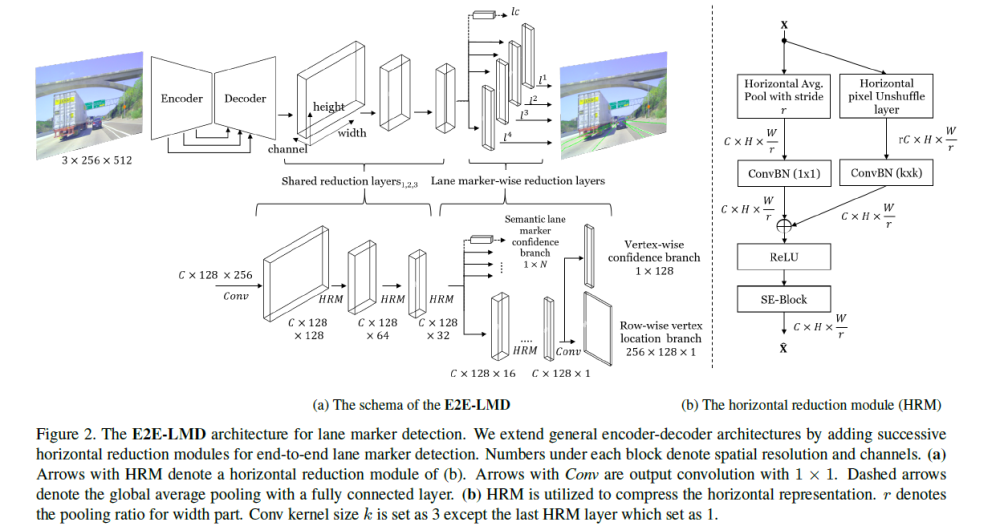 Encoder
Decoder
3 × 256 × 512
height
width
channel
lc
l¹
l²
l³
l⁴
Shared reduction layers₁,₂,₃
Lane marker-wise reduction layers
C × 128 × 256
Conv
HRM
HRM
HRM
C × 128
× 128
C × 128
× 64
C × 128
× 32
Semantic lane
marker
confidence
branch
1 × N
Vertex-wise
confidence branch
1 × 128
....
HRM
Conv
Row-wise vertex
location branch
256 × 128 × 1
C × 128 × 16
C × 128 × 1
(a) The schema of the E2E-LMD
X
Horizontal Avg.
Pool with stride
r
Horizontal
pixel Unshuffle
layer
C × H × W/r
rC × H × W/r
ConvBN (1x1)
ConvBN (kxk)
C × H × W/r
C × H × W/r
ReLU
SE-Block
C × H × W/r
X̂
(b) The horizontal reduction module (HRM)
Figure 2. The E2E-LMD architecture for lane marker detection. We extend general encoder-decoder architectures by adding successive
horizontal reduction modules for end-to-end lane marker detection. Numbers under each block denote spatial resolution and channels. (a)
Arrows with HRM denote a horizontal reduction module of (b). Arrows with Conv are output convolution with 1 × 1. Dashed arrows
denote the global average pooling with a fully connected layer. (b) HRM is utilized to compress the horizontal representation. r denotes
the pooling ratio for width part. Conv kernel size k is set as 3 except the last HRM layer which set as 1.